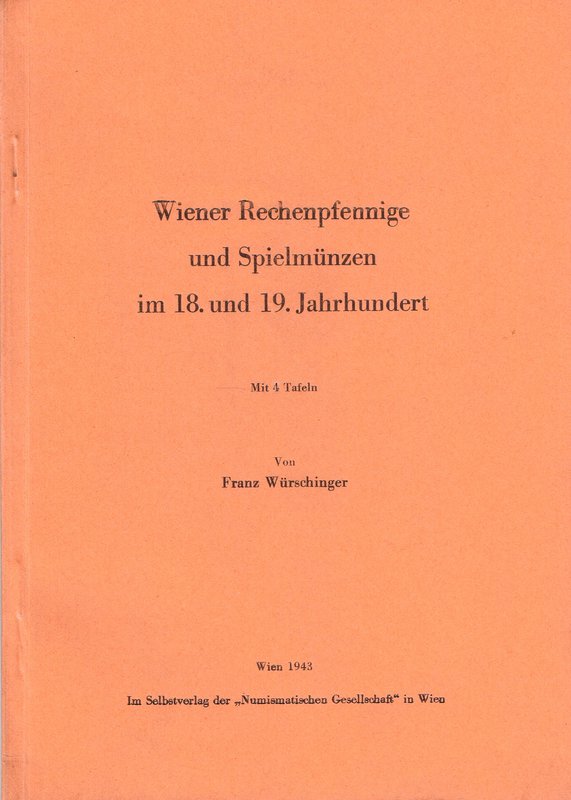 Wiener Rechenpfennige
und Spielmünzen
im 18. und 19. Jahrhundert
Mit 4 Tafeln
Von
Franz Würschinger
Wien 1943
Im Selbstverlag der „Numismatischen Gesellschaft“ in Wien